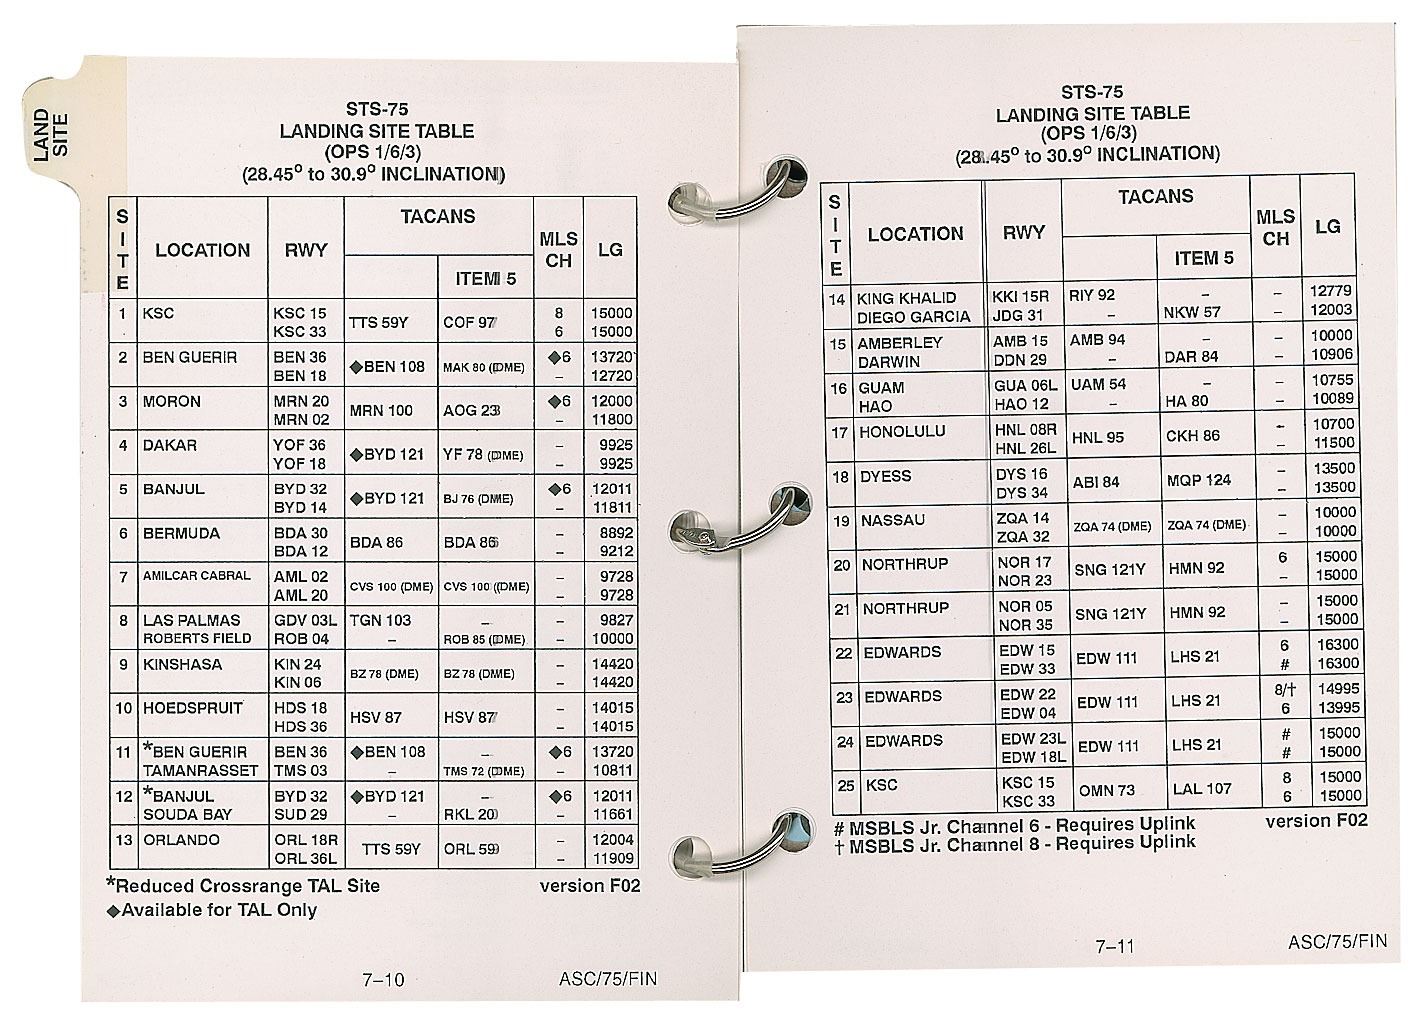 LAND
SITE
STS-75
LANDING SITE TABLE
(OPS 1/6/3)
(28.45° to 30.9° INCLINATION)
SITE LOCATION RWY TACANS MLS CH LG
ITEM 5
1 KSC KSC 15 TTS 59Y COF 97 8 15000
KSC 33 6 15000
2 BEN GUERIR BEN 36 ◆BEN 108 MAK 80 (DME) ◆6 13720
BEN 18 – 12720
3 MORON MRN 20 MRN 100 AOG 23 ◆6 12000
MRN 02 – 11800
4 DAKAR YOF 36 ◆BYD 121 YF 78 (DME) – 9925
YOF 18 – 9925
5 BANJUL BYD 32 ◆BYD 121 BJ 76 (DME) ◆6 12011
BYD 14 – 11811
6 BERMUDA BDA 30 BDA 86 BDA 86 – 8892
BDA 12 – 9212
7 AMILCAR CABRAL AML 02 CVS 100 (DME) CVS 100 (DME) – 9728
AML 20 – 9728
8 LAS PALMAS GDV 03L TGN 103 – – 9827
ROBERTS FIELD ROB 04 – ROB 85 (DME) – 10000
9 KINSHASA KIN 24 BZ 78 (DME) BZ 78 (DME) – 14420
KIN 06 – 14420
10 HOEDSPRUIT HDS 18 HSV 87 HSV 87 – 14015
HDS 36 – 14015
11 *BEN GUERIR BEN 36 ◆BEN 108 – ◆6 13720
TAMANRASSET TMS 03 – TMS 72 (DME) – 10811
12 *BANJUL BYD 32 ◆BYD 121 – ◆6 12011
SOUDA BAY SUD 29 – RKL 20 – 11661
13 ORLANDO ORL 18R TTS 59Y ORL 59 – 12004
ORL 36L – 11909
*Reduced Crossrange TAL Site version F02
◆Available for TAL Only
7–10 ASC/75/FIN
STS-75
LANDING SITE TABLE
(OPS 1/6/3)
(28.45° to 30.9° INCLINATION)
SITE LOCATION RWY TACANS MLS CH LG
ITEM 5
14 KING KHALID KKI 15R RIY 92 – – 12779
DIEGO GARCIA JDG 31 – NKW 57 – 12003
15 AMBERLEY AMB 15 AMB 94 – – 10000
DARWIN DDN 29 – DAR 84 – 10906
16 GUAM GUA 06L UAM 54 – – 10755
HAO HAO 12 – HA 80 – 10089
17 HONOLULU HNL 08R HNL 95 CKH 86 – 10700
HNL 26L – 11500
18 DYESS DYS 16 ABI 84 MQP 124 – 13500
DYS 34 – 13500
19 NASSAU ZQA 14 ZQA 74 (DME) ZQA 74 (DME) – 10000
ZQA 32 – 10000
20 NORTHRUP NOR 17 SNG 121Y HMN 92 6 15000
NOR 23 – 15000
21 NORTHRUP NOR 05 SNG 121Y HMN 92 – 15000
NOR 35 – 15000
22 EDWARDS EDW 15 EDW 111 LHS 21 6 16300
EDW 33 # 16300
23 EDWARDS EDW 22 EDW 111 LHS 21 8/† 14995
EDW 04 6 13995
24 EDWARDS EDW 23L EDW 111 LHS 21 # 15000
EDW 18L # 15000
25 KSC KSC 15 OMN 73 LAL 107 8 15000
KSC 33 6 15000
# MSBLS Jr. Channel 6 - Requires Uplink version F02
† MSBLS Jr. Channel 8 - Requires Uplink
7–11 ASC/75/FIN